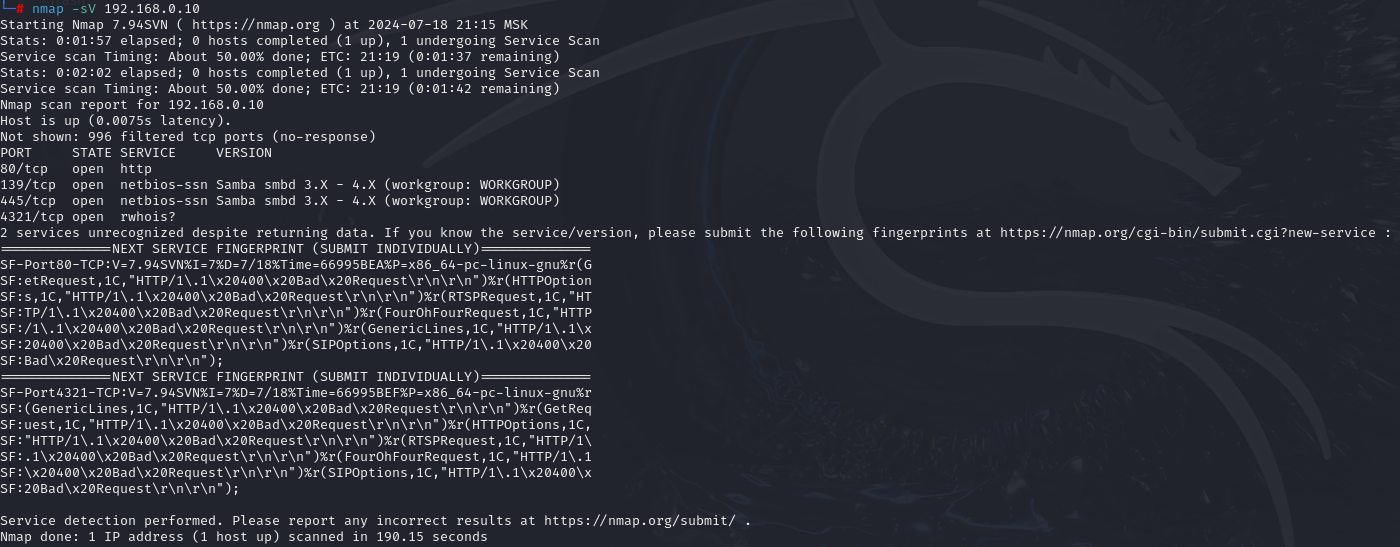 └─# nmap -sV 192.168.0.10
Starting Nmap 7.94SVN ( https://nmap.org ) at 2024-07-18 21:15 MSK
Stats: 0:01:57 elapsed; 0 hosts completed (1 up), 1 undergoing Service Scan
Service scan Timing: About 50.00% done; ETC: 21:19 (0:01:37 remaining)
Stats: 0:02:02 elapsed; 0 hosts completed (1 up), 1 undergoing Service Scan
Service scan Timing: About 50.00% done; ETC: 21:19 (0:01:42 remaining)
Nmap scan report for 192.168.0.10
Host is up (0.0075s latency).
Not shown: 996 filtered tcp ports (no-response)
PORT     STATE SERVICE     VERSION
80/tcp   open  http
139/tcp  open  netbios-ssn Samba smbd 3.X - 4.X (workgroup: WORKGROUP)
445/tcp  open  netbios-ssn Samba smbd 3.X - 4.X (workgroup: WORKGROUP)
4321/tcp open  rwhois?
2 services unrecognized despite returning data. If you know the service/version, please submit the following fingerprints at https://nmap.org/cgi-bin/submit.cgi?new-service :
==============NEXT SERVICE FINGERPRINT (SUBMIT INDIVIDUALLY)==============
SF-Port80-TCP:V=7.94SVN%I=7%D=7/18%Time=66995BEA%P=x86_64-pc-linux-gnu%r(G
SF:etRequest,1C,"HTTP/1\.1\x20400\x20Bad\x20Request\r\n\r\n")%r(HTTPOption
SF:s,1C,"HTTP/1\.1\x20400\x20Bad\x20Request\r\n\r\n")%r(RTSPRequest,1C,"HT
SF:TP/1\.1\x20400\x20Bad\x20Request\r\n\r\n")%r(FourOhFourRequest,1C,"HTTP
SF:/1\.1\x20400\x20Bad\x20Request\r\n\r\n")%r(GenericLines,1C,"HTTP/1\.1\x
SF:20400\x20Bad\x20Request\r\n\r\n")%r(SIPOptions,1C,"HTTP/1\.1\x20400\x20
SF:Bad\x20Request\r\n\r\n");
==============NEXT SERVICE FINGERPRINT (SUBMIT INDIVIDUALLY)==============
SF-Port4321-TCP:V=7.94SVN%I=7%D=7/18%Time=66995BEF%P=x86_64-pc-linux-gnu%r
SF:(GenericLines,1C,"HTTP/1\.1\x20400\x20Bad\x20Request\r\n\r\n")%r(GetReq
SF:uest,1C,"HTTP/1\.1\x20400\x20Bad\x20Request\r\n\r\n")%r(HTTPOptions,1C,
SF:"HTTP/1\.1\x20400\x20Bad\x20Request\r\n\r\n")%r(RTSPRequest,1C,"HTTP/1\
SF:.1\x20400\x20Bad\x20Request\r\n\r\n")%r(FourOhFourRequest,1C,"HTTP/1\.1
SF:\x20400\x20Bad\x20Request\r\n\r\n")%r(SIPOptions,1C,"HTTP/1\.1\x20400\x
SF:20Bad\x20Request\r\n\r\n");
Service detection performed. Please report any incorrect results at https://nmap.org/submit/ .
Nmap done: 1 IP address (1 host up) scanned in 190.15 seconds